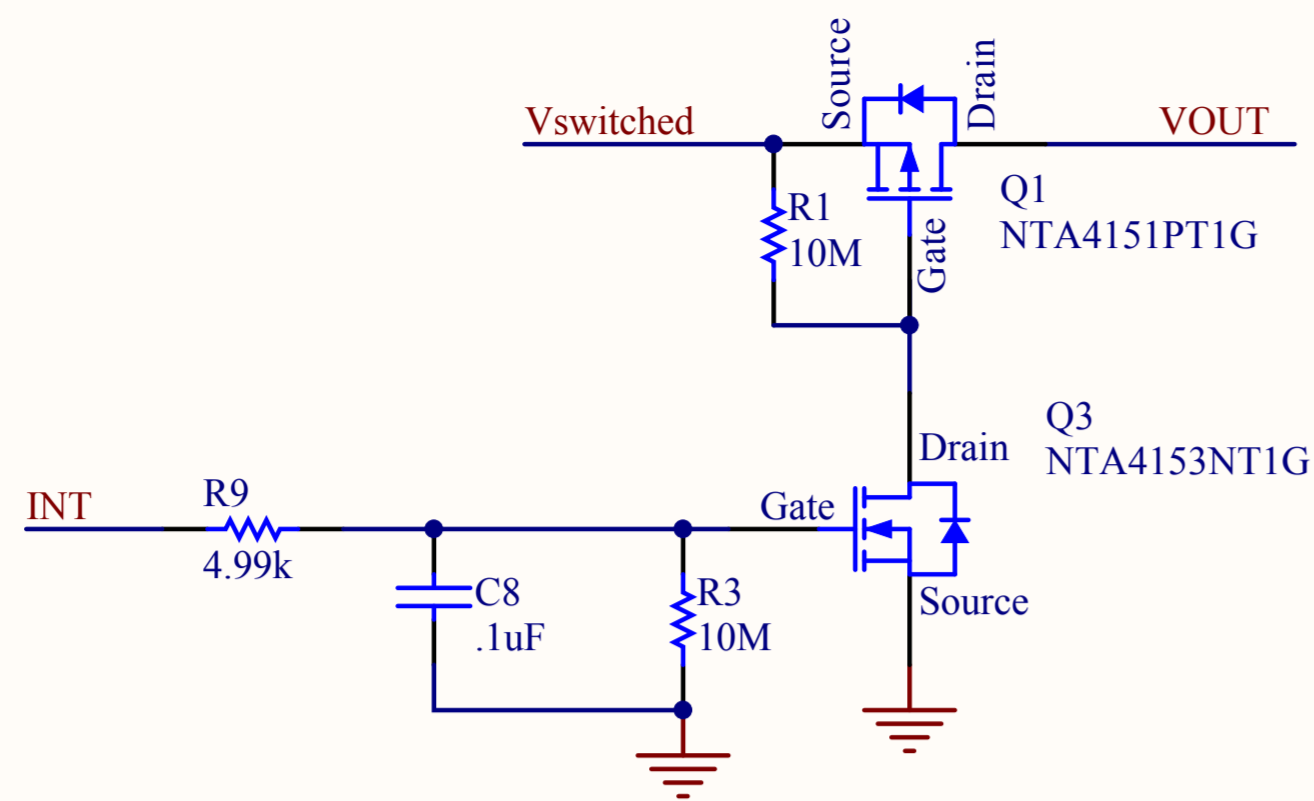 Source
Drain
Vswitched
VOUT
R1
10M
Gate
Q1
NTA4151PT1G
Q3
NTA4153NT1G
Drain
INT
R9
4.99k
Gate
C8
.1uF
R3
10M
Source